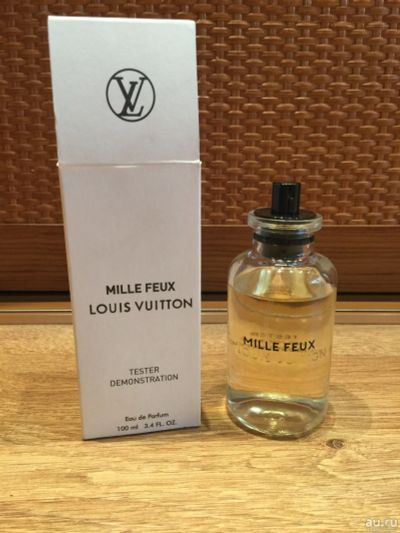 LV
MILLE FEUX
LOUIS VUITTON
TESTER
DEMONSTRATION
Eau de Parfum
100 ml 3.4 FL. OZ.
MILLE FEUX
au.ru